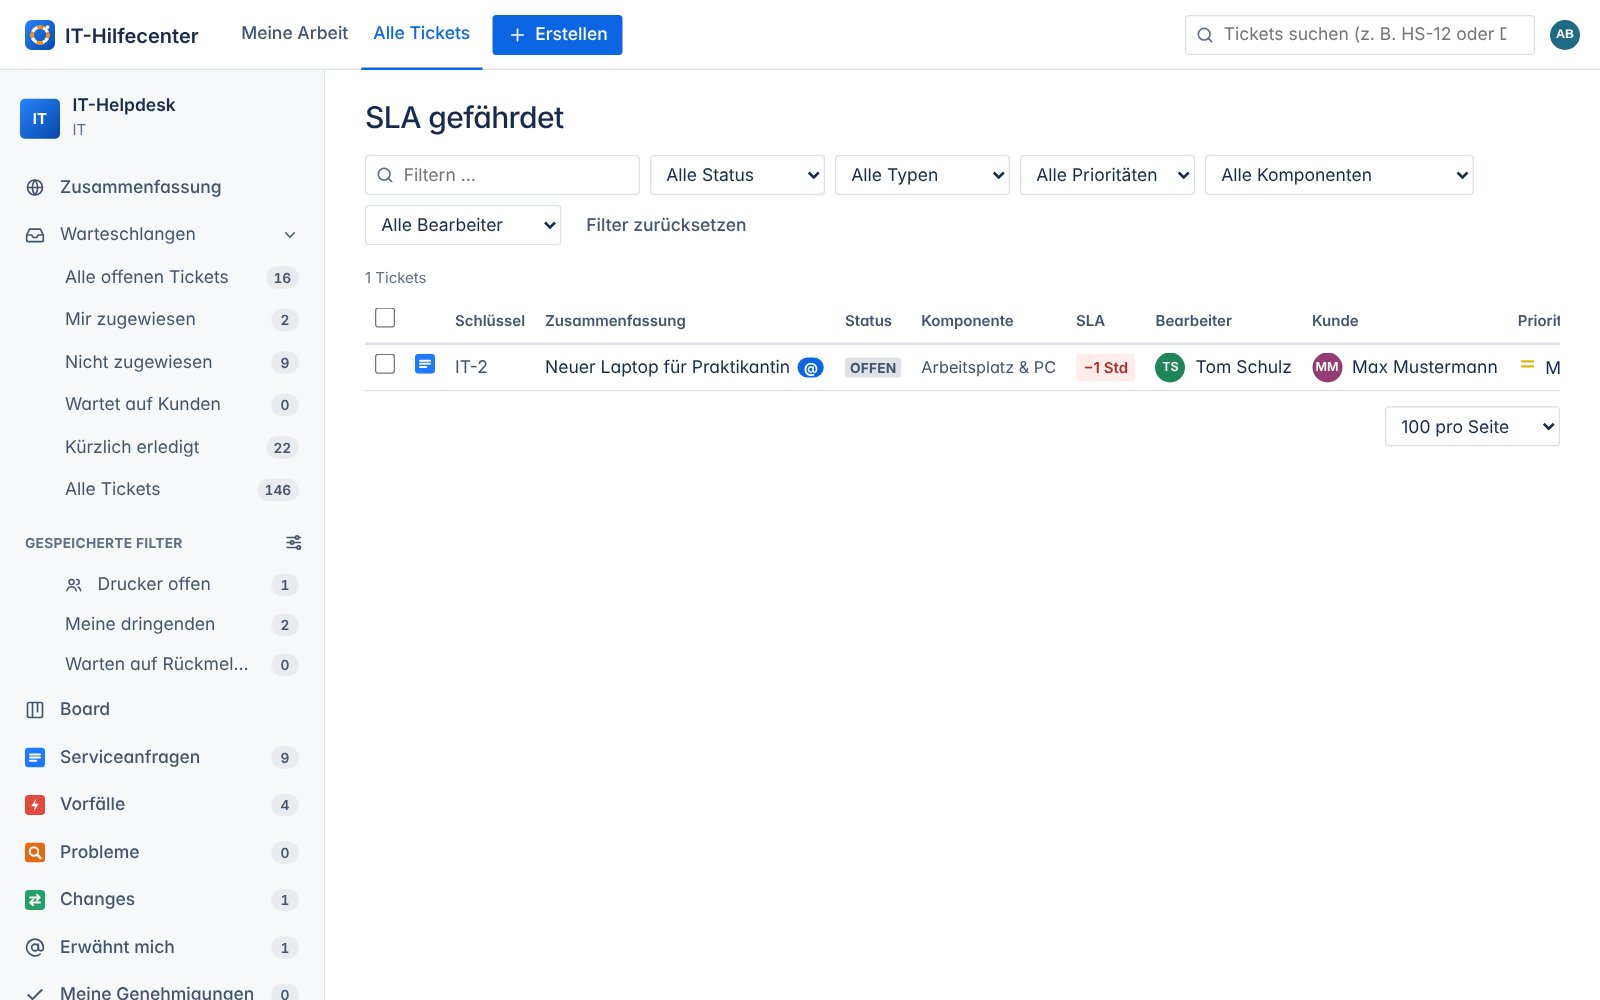 IT-Hilfecenter
Meine Arbeit
Alle Tickets
Erstellen
Tickets suchen (z. B. HS-12 oder D
AB
IT
IT-Helpdesk
IT
Zusammenfassung
Warteschlangen
Alle offenen Tickets 16
Mir zugewiesen 2
Nicht zugewiesen 9
Wartet auf Kunden 0
Kürzlich erledigt 22
Alle Tickets 146
GESPEICHERTE FILTER
Drucker offen 1
Meine dringenden 2
Warten auf Rückmel... 0
Board
Serviceanfragen 9
Vorfälle 4
Probleme 0
Changes 1
Erwähnt mich 1
Meine Genehmigungen 0
SLA gefährdet
Filtern ...
Alle Status
Alle Typen
Alle Prioritäten
Alle Komponenten
Alle Bearbeiter
Filter zurücksetzen
1 Tickets
Schlüssel Zusammenfassung Status Komponente SLA Bearbeiter Kunde Priorit
IT-2 Neuer Laptop für Praktikantin @ OFFEN Arbeitsplatz & PC −1 Std TS Tom Schulz MM Max Mustermann M
100 pro Seite